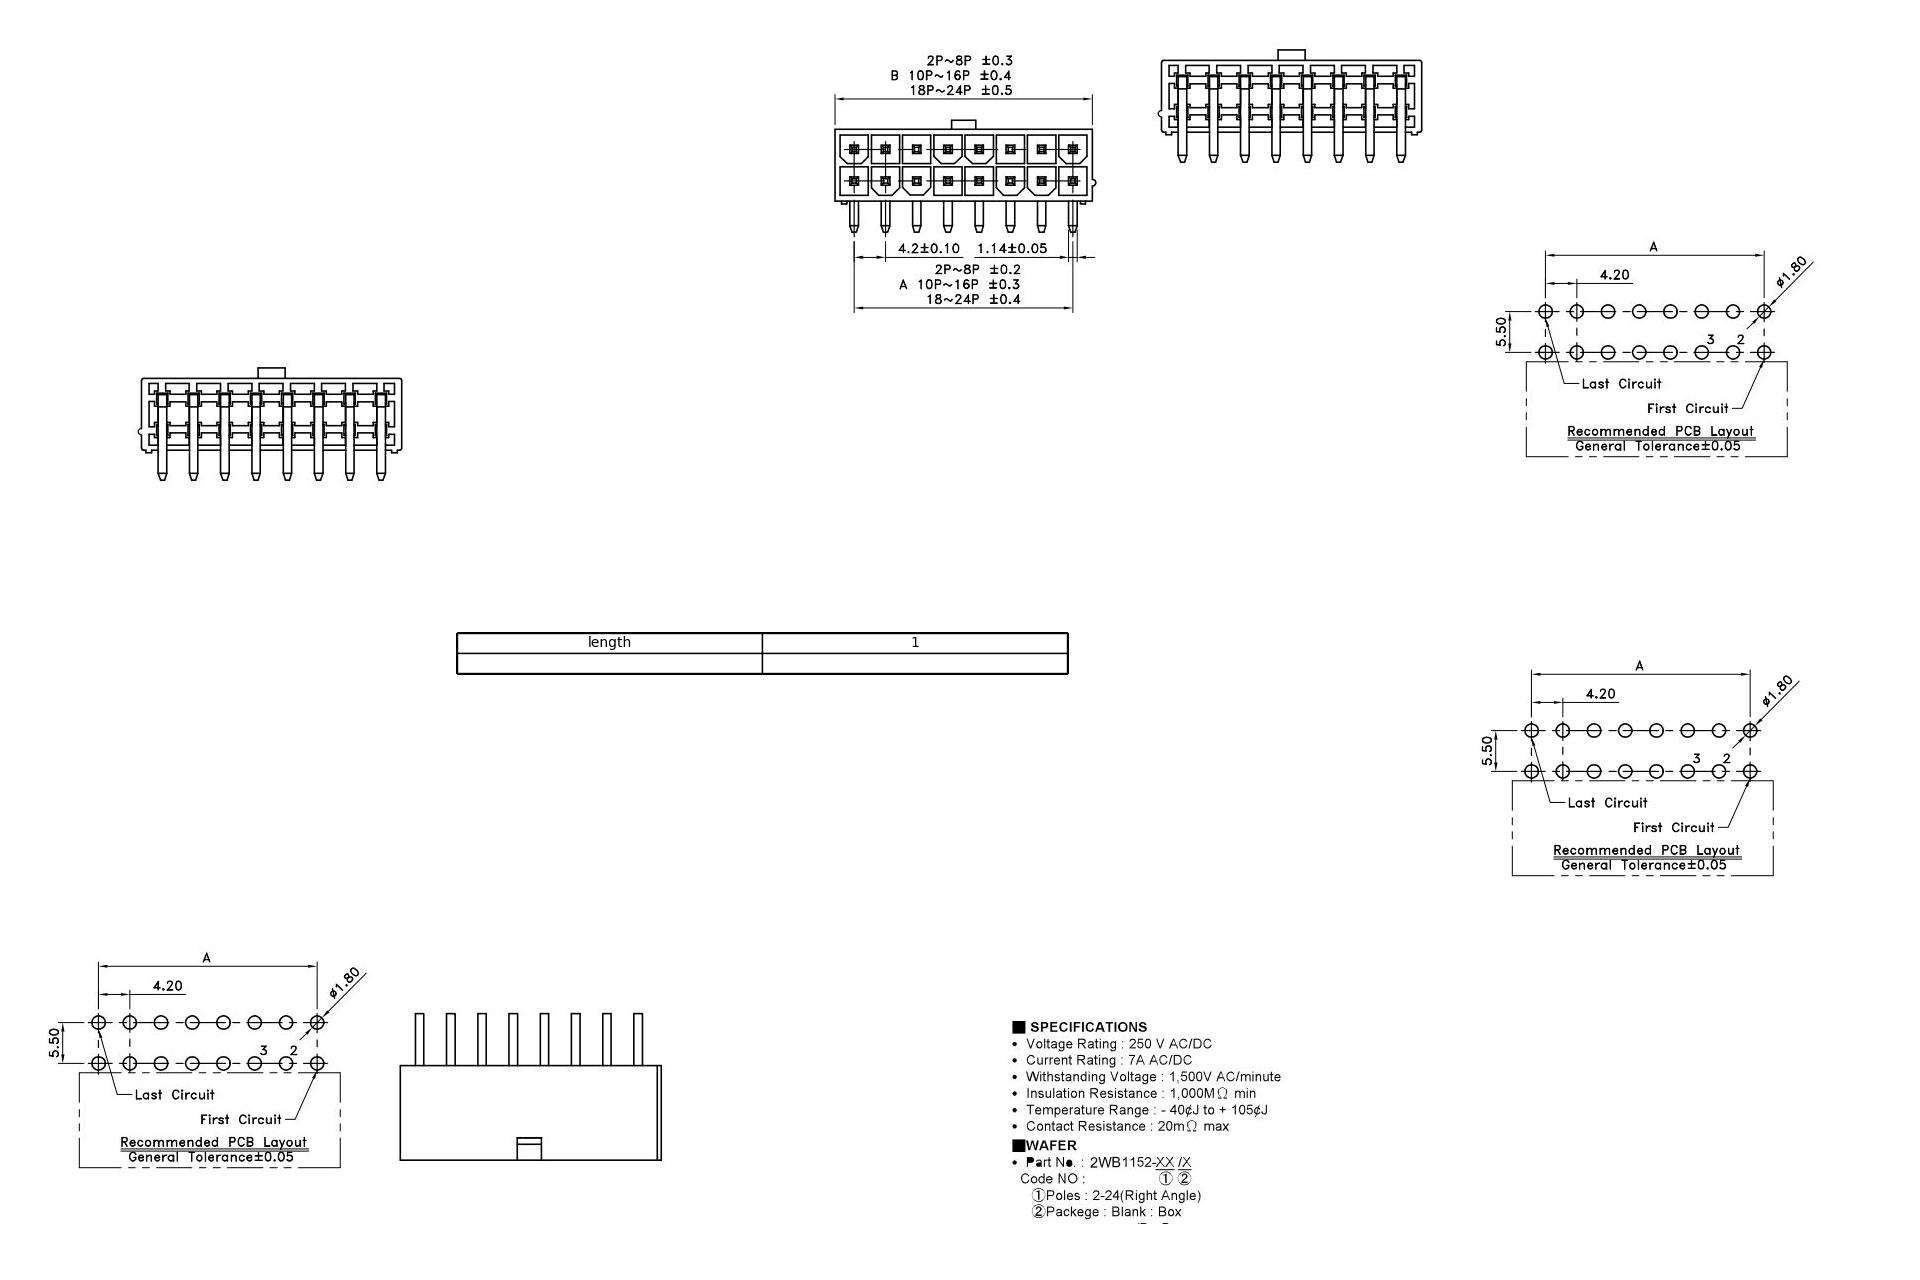 2P~8P ±0.3
B 10P~16P ±0.4
18P~24P ±0.5
4.2±0.10 1.14±0.05
2P~8P ±0.2
A 10P~16P ±0.3
18~24P ±0.4
A
4.20
ø1.80
5.50
3 2
Last Circuit
First Circuit
Recommended PCB Layout
General Tolerance±0.05
length 1
A
4.20
ø1.80
5.50
3 2
Last Circuit
First Circuit
Recommended PCB Layout
General Tolerance±0.05
A
4.20
ø1.80
5.50
3 2
Last Circuit
First Circuit
Recommended PCB Layout
General Tolerance±0.05
■ SPECIFICATIONS
• Voltage Rating : 250 V AC/DC
• Current Rating : 7A AC/DC
• Withstanding Voltage : 1,500V AC/minute
• Insulation Resistance : 1,000MΩ min
• Temperature Range : - 40¢J to + 105¢J
• Contact Resistance : 20mΩ max
■WAFER
• Part No. : 2WB1152-XX /X
Code NO : ① ②
①Poles : 2-24(Right Angle)
②Packege : Blank : Box